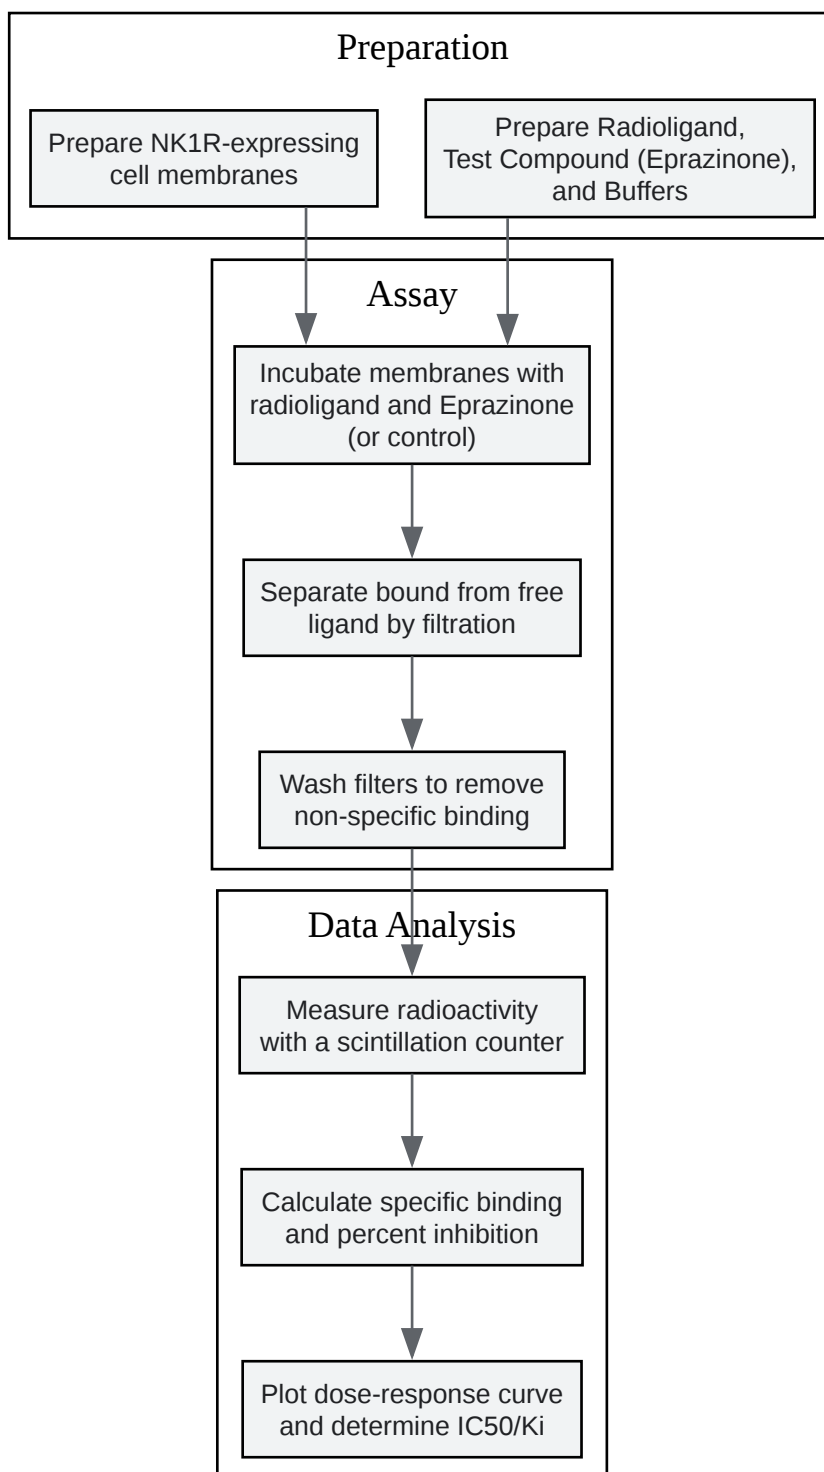 Preparation
Prepare NK1R-expressing
cell membranes
Prepare Radioligand,
Test Compound (Eprazinone),
and Buffers
Assay
Incubate membranes with
radioligand and Eprazinone
(or control)
Separate bound from free
ligand by filtration
Wash filters to remove
non-specific binding
Data Analysis
Measure radioactivity
with a scintillation counter
Calculate specific binding
and percent inhibition
Plot dose-response curve
and determine IC50/Ki